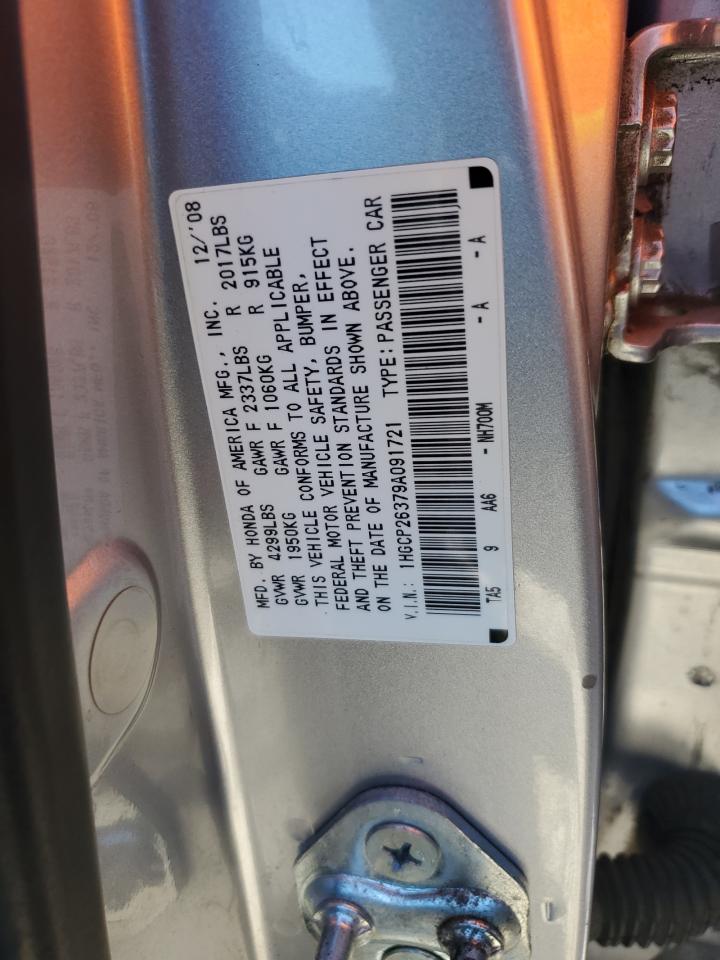 MFD. BY HONDA OF AMERICA MFG., INC. 12/'08
GVWR 4299LBS GAWR F 2337LBS R 2017LBS
GVWR 1950KG GAWR F 1060KG R 915KG
THIS VEHICLE CONFORMS TO ALL APPLICABLE
FEDERAL MOTOR VEHICLE SAFETY, BUMPER,
AND THEFT PREVENTION STANDARDS IN EFFECT
ON THE DATE OF MANUFACTURE SHOWN ABOVE.
V.I.N.: 1HGCP26379A091721 TYPE: PASSENGER CAR
TA5 9 AA6 - NH700M - A - A